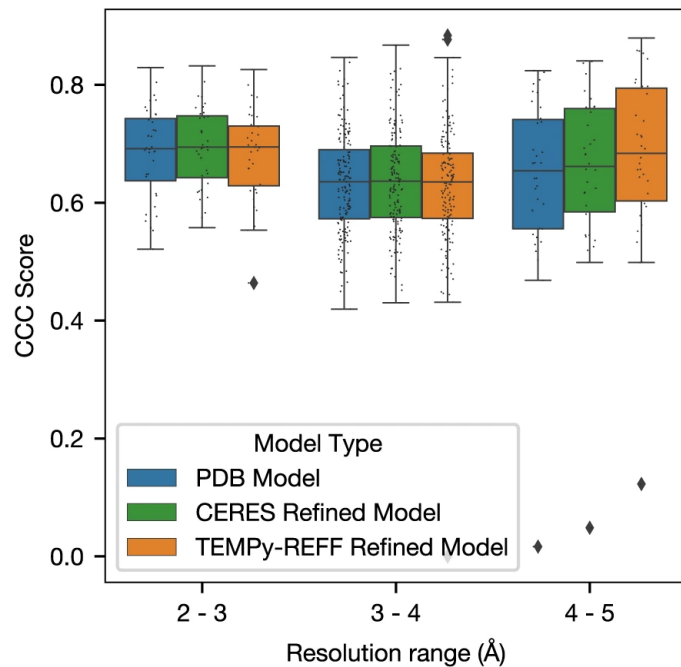 CCC Score
0.8
0.6
0.4
0.2
0.0
Model Type
PDB Model
CERES Refined Model
TEMPy-REFF Refined Model
2 - 3
3 - 4
4 - 5
Resolution range (Å)